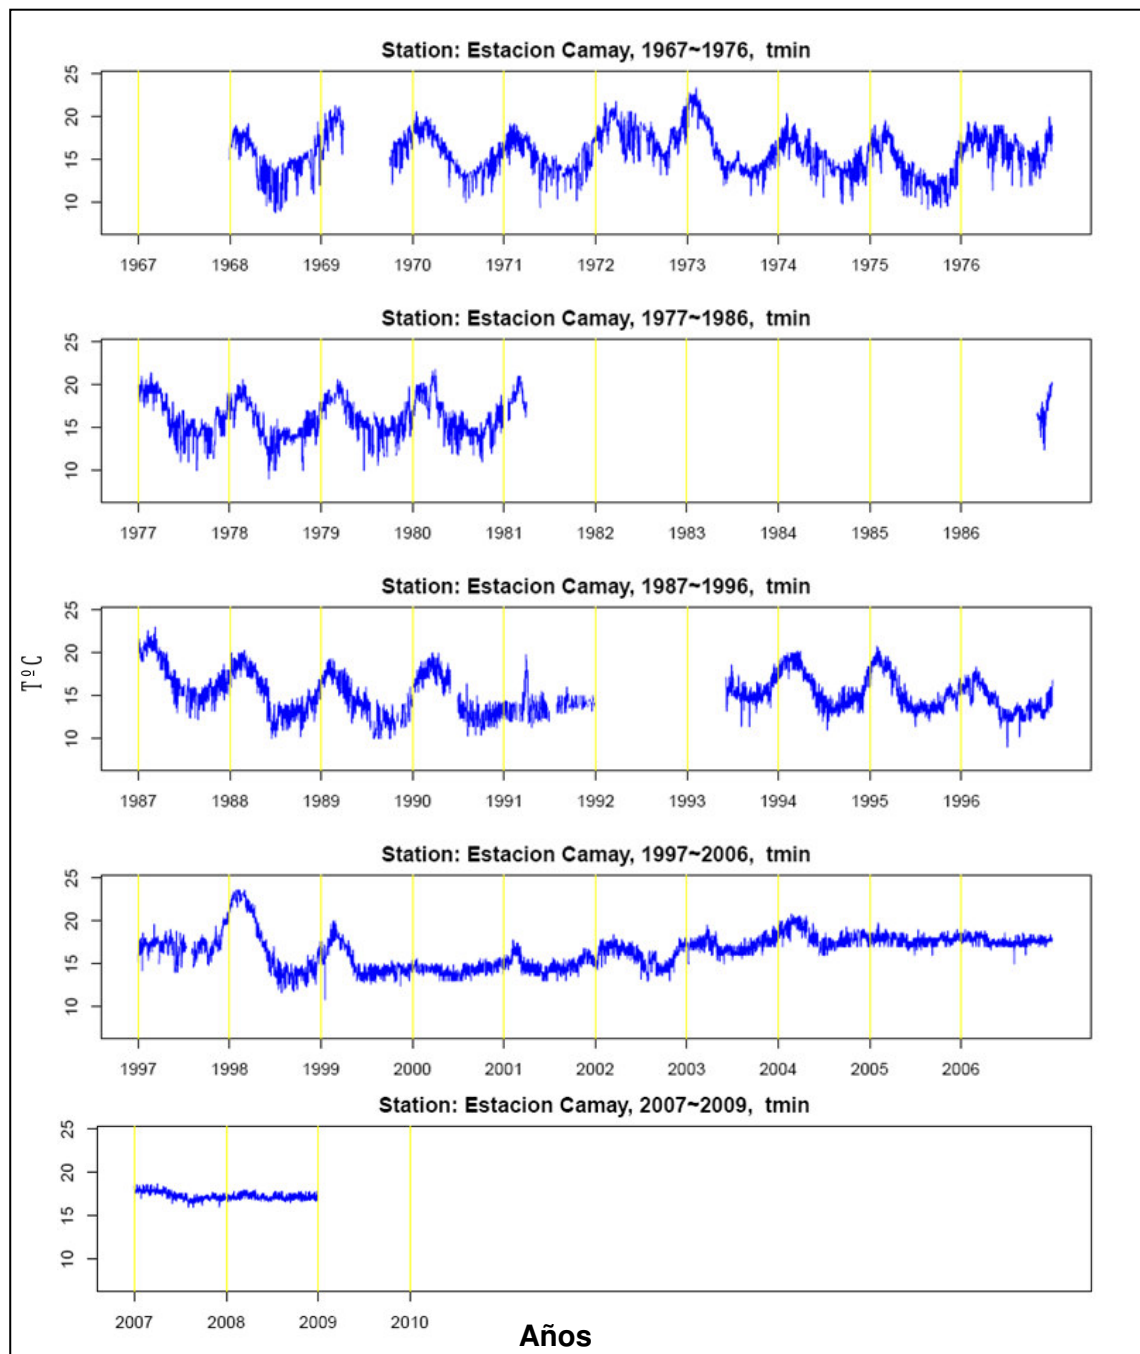 Station: Estacion Camay, 1967~1976, tmin
25
20
15
10
1967 1968 1969 1970 1971 1972 1973 1974 1975 1976
Station: Estacion Camay, 1977~1986, tmin
25
20
15
10
1977 1978 1979 1980 1981 1982 1983 1984 1985 1986
Station: Estacion Camay, 1987~1996, tmin
25
20
15
10
TºC
1987 1988 1989 1990 1991 1992 1993 1994 1995 1996
Station: Estacion Camay, 1997~2006, tmin
25
20
15
10
1997 1998 1999 2000 2001 2002 2003 2004 2005 2006
Station: Estacion Camay, 2007~2009, tmin
25
20
15
10
2007 2008 2009 2010
Años